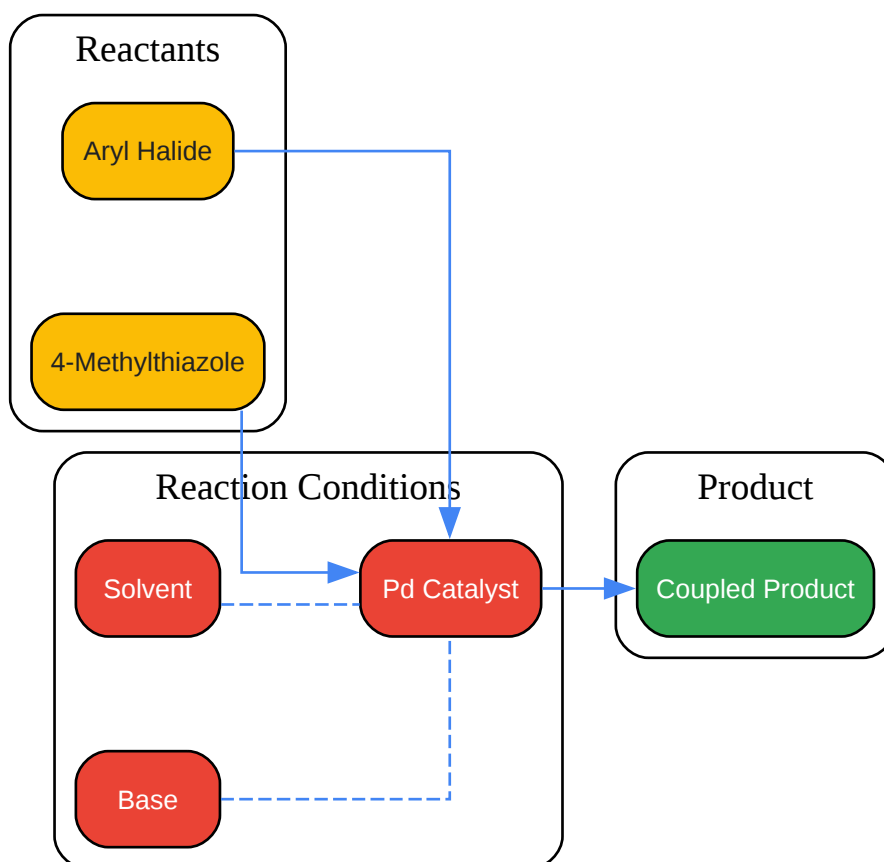 Reactants
Aryl Halide
4-Methylthiazole
Reaction Conditions
Product
Solvent
Pd Catalyst
Coupled Product
Base